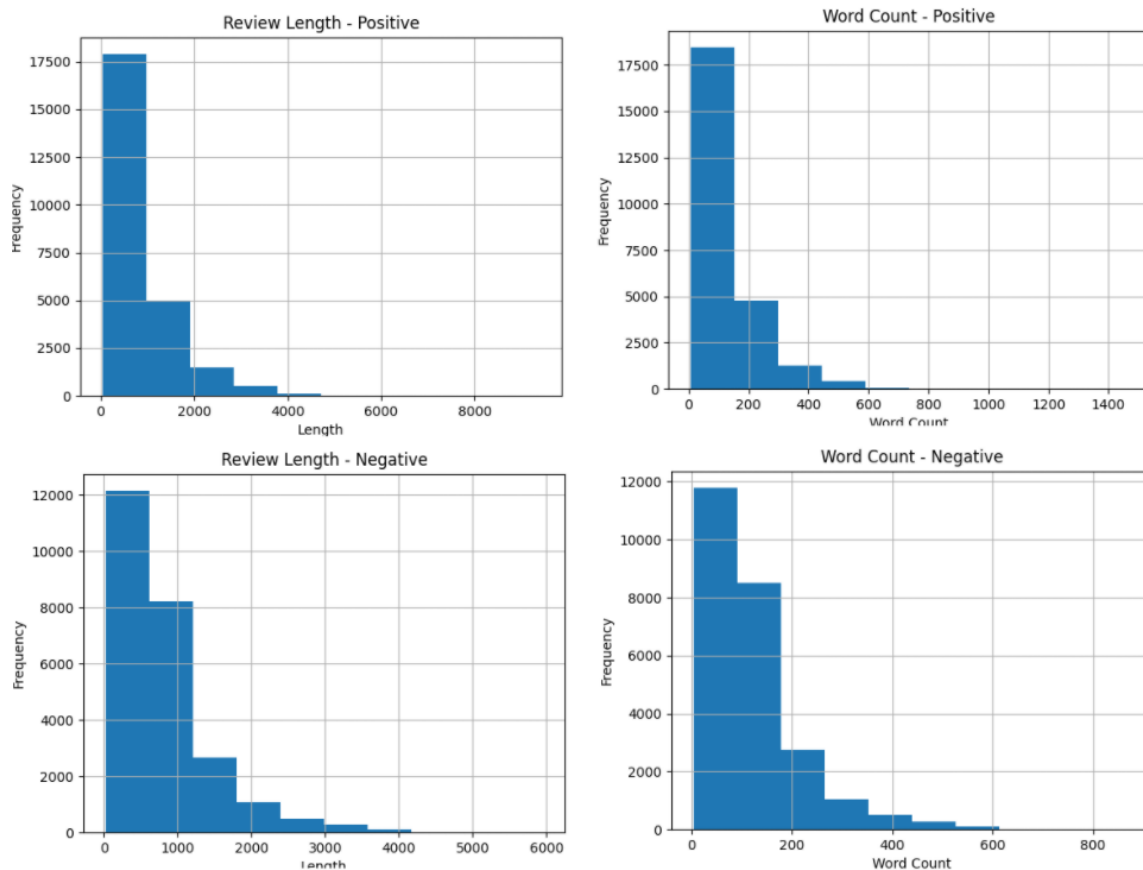 Review Length - Positive
17500
15000
12500
10000
7500
5000
2500
0
Frequency
0 2000 4000 6000 8000
Length
Word Count - Positive
17500
15000
12500
10000
7500
5000
2500
0
Frequency
0 200 400 600 800 1000 1200 1400
Word Count
Review Length - Negative
12000
10000
8000
6000
4000
2000
0
Frequency
0 1000 2000 3000 4000 5000 6000
Length
Word Count - Negative
12000
10000
8000
6000
4000
2000
0
Frequency
0 200 400 600 800
Word Count